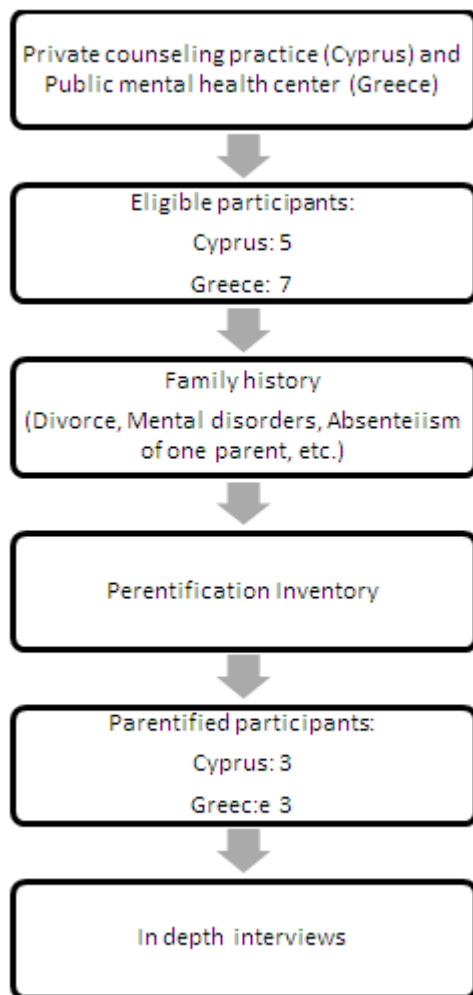 Private counseling practice (Cyprus) and
Public mental health center (Greece)
Eligible participants:
Cyprus: 5
Greece: 7
Family history
(Divorce, Mental disorders, Absenteiism
of one parent, etc.)
Perentification Inventory
Parentified participants:
Cyprus: 3
Greec:e 3
In depth interviews